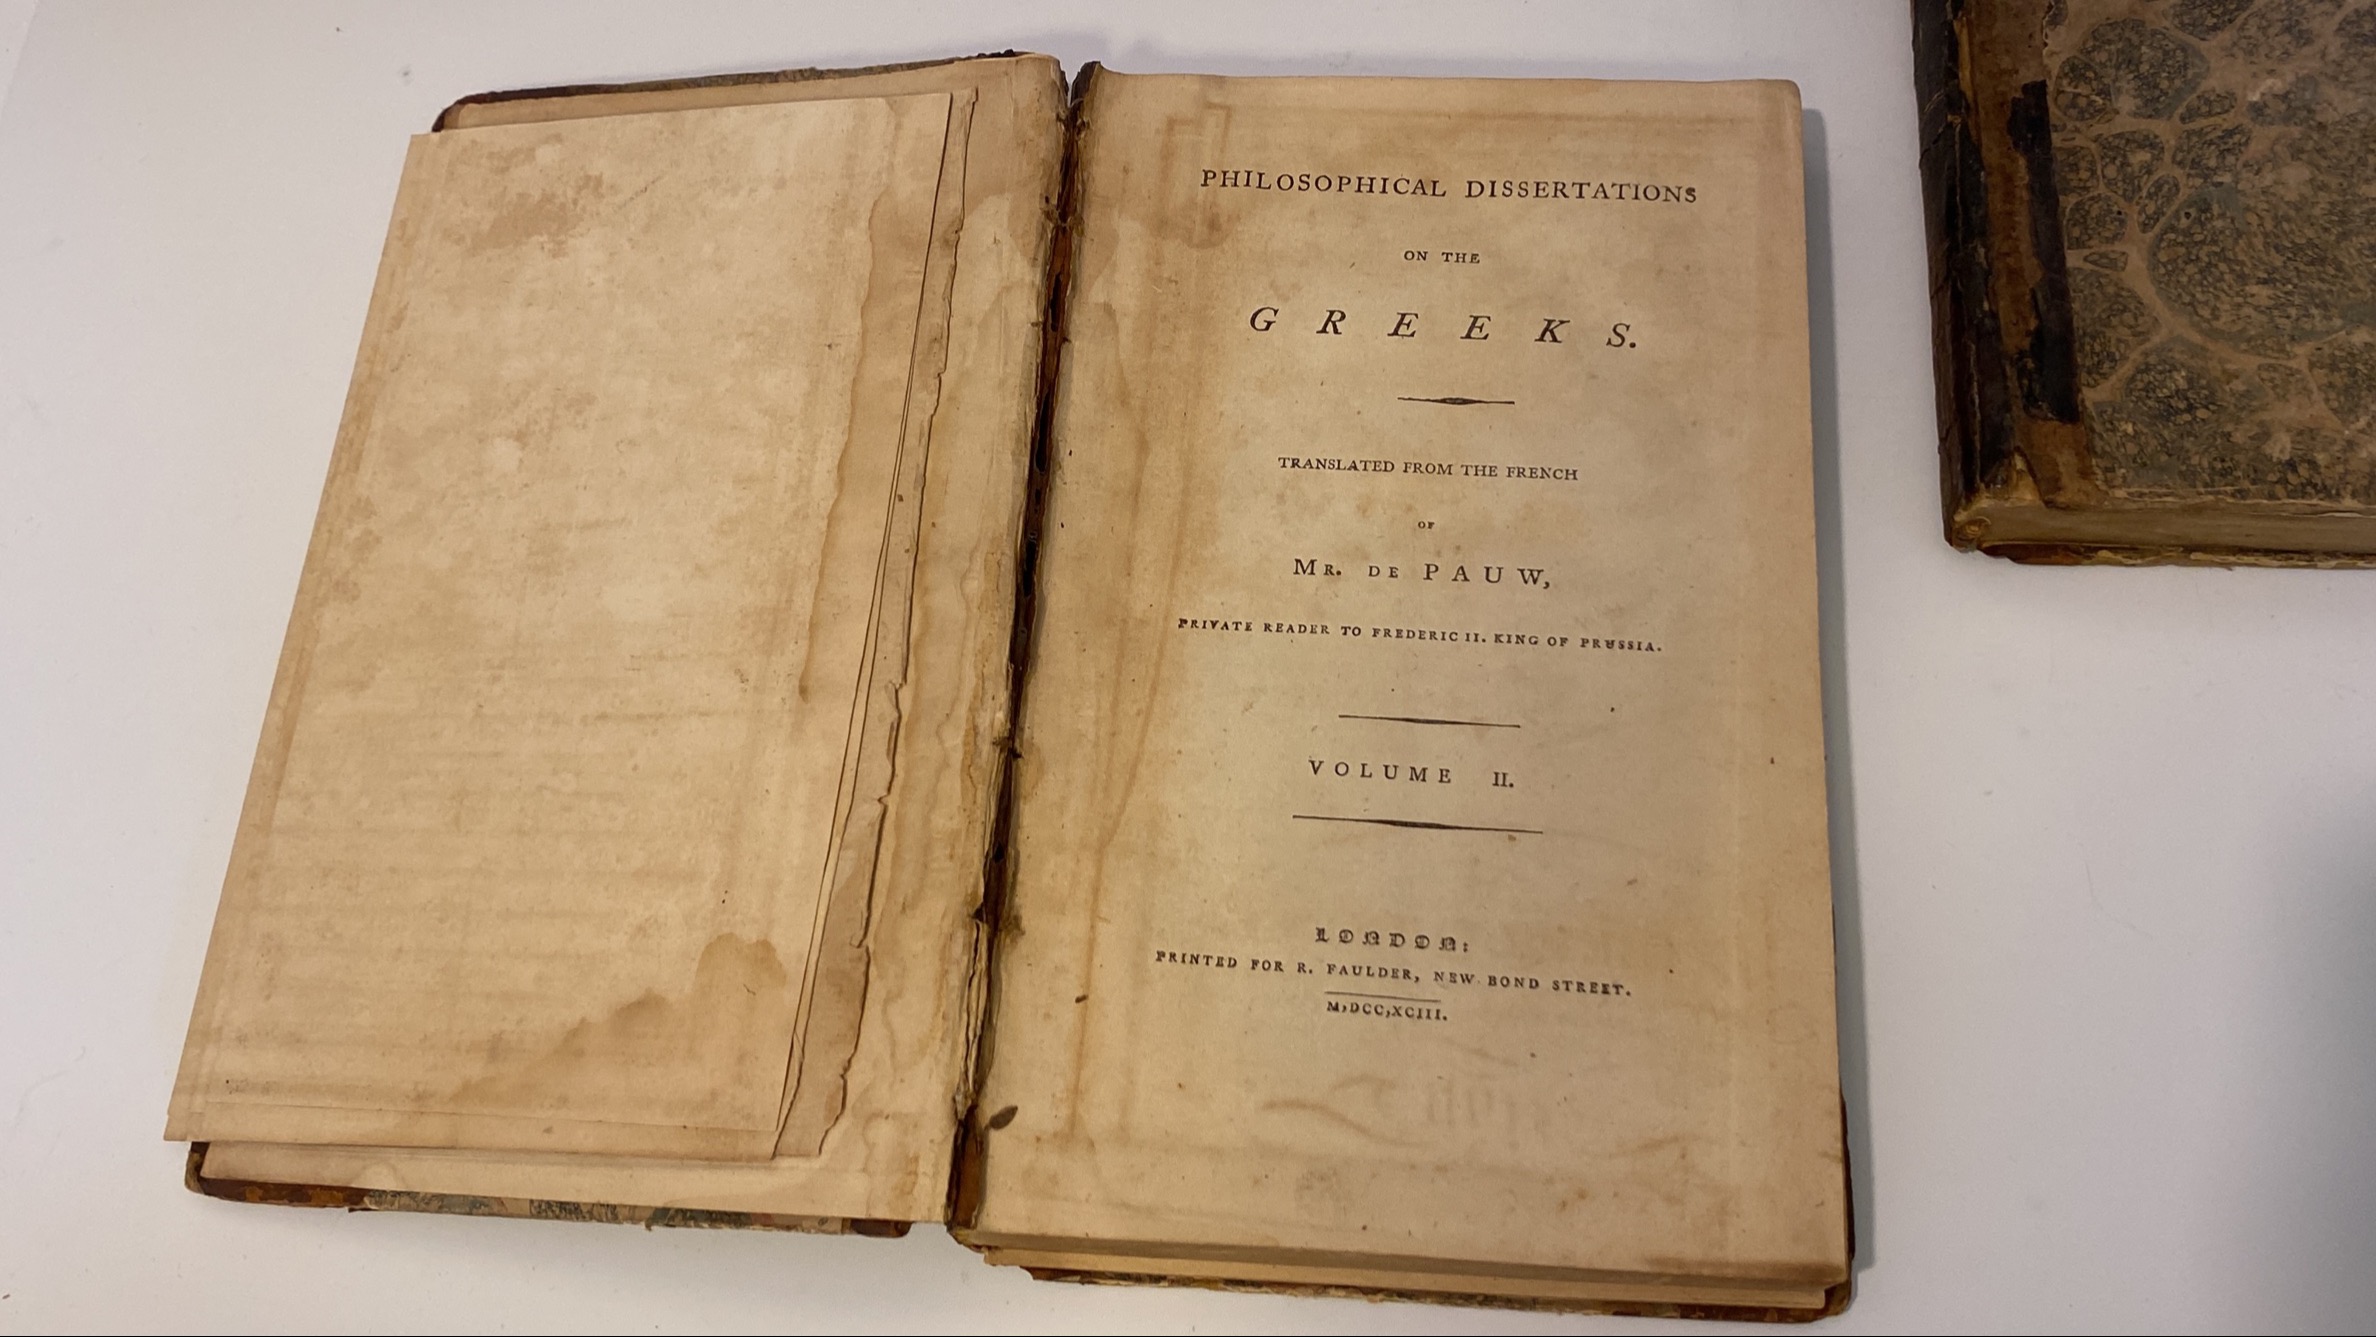 PHILOSOPHICAL DISSERTATIONS
ON THE
GREEKS.
TRANSLATED FROM THE FRENCH
OF
MR. DE PAUW,
PRIVATE READER TO FREDERIC II. KING OF PRUSSIA.
VOLUME II.
LONDON:
PRINTED FOR R. FAULDER, NEW BOND STREET.
M,DCC,XCIII.